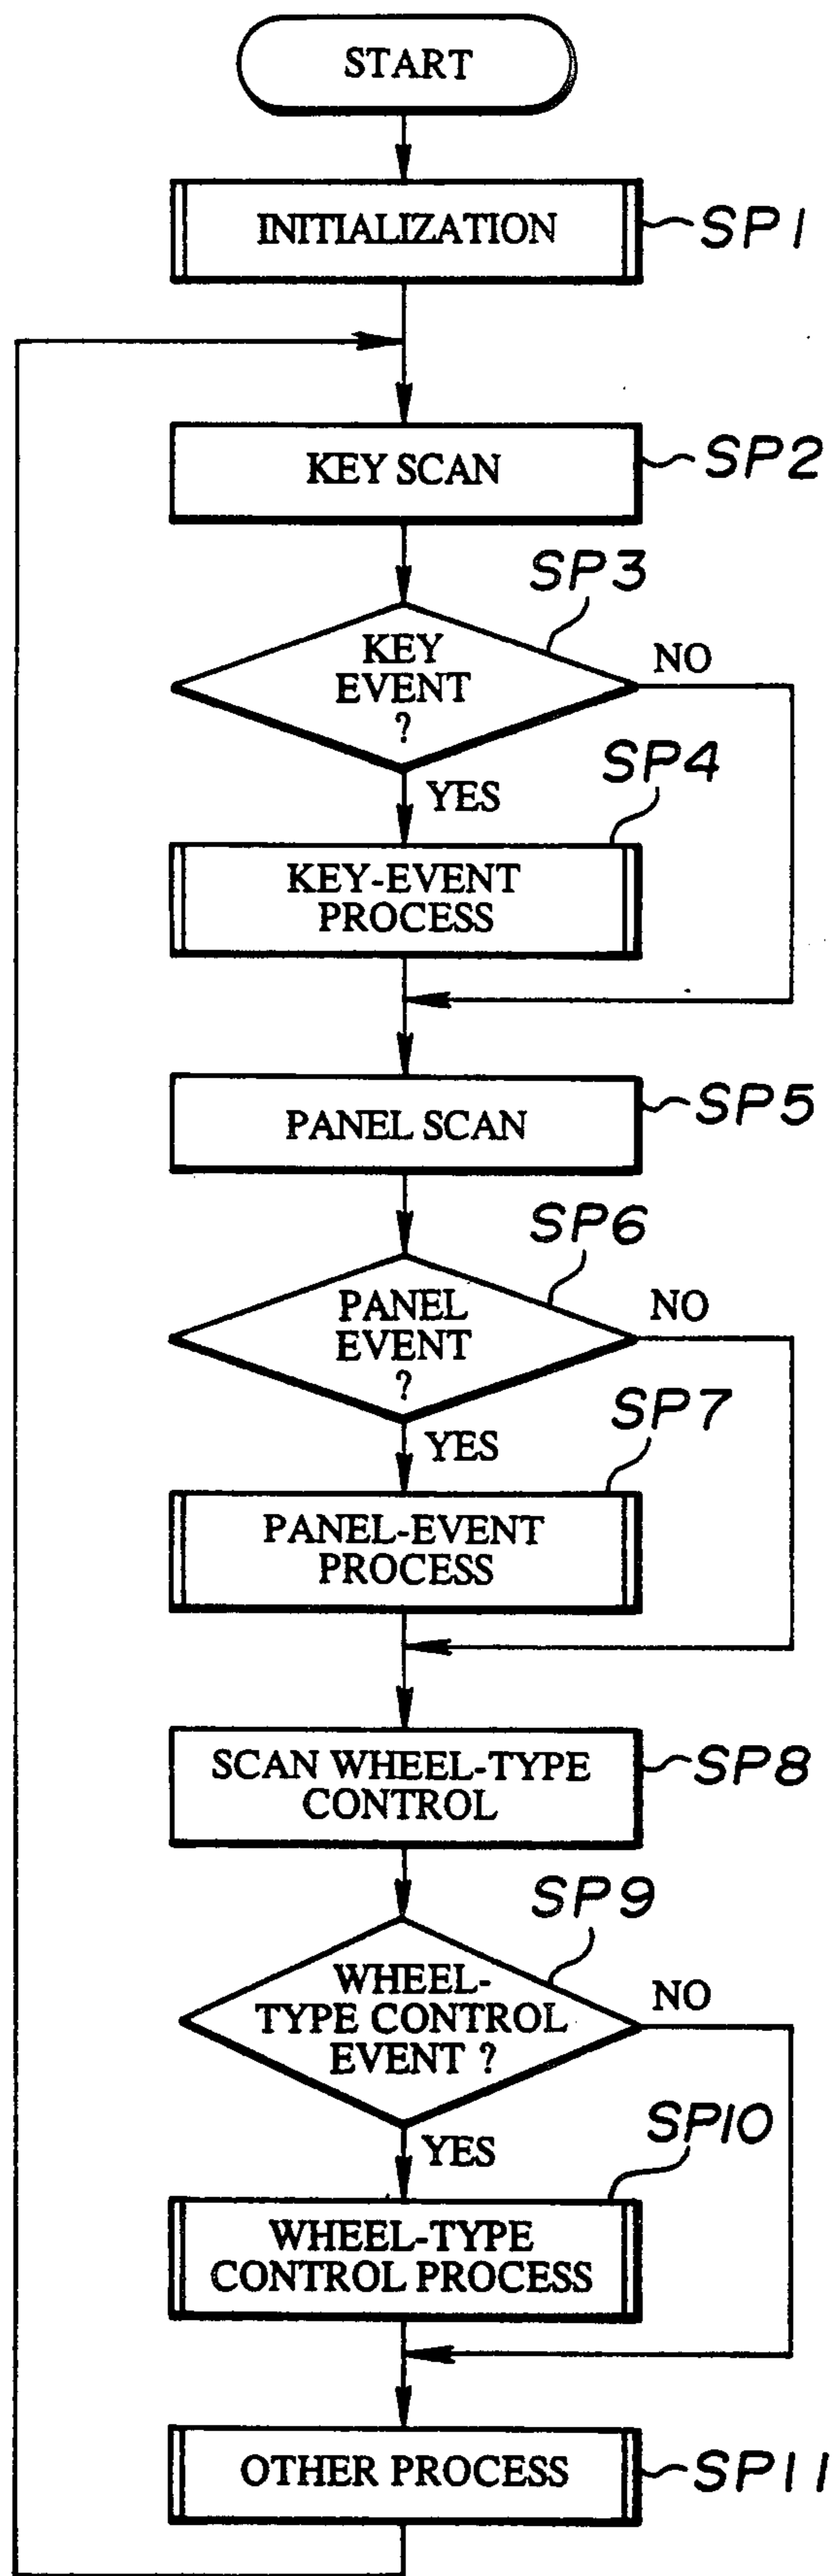 START
INITIALIZATION
SP1
KEY SCAN
SP2
SP3
KEY
EVENT
?
NO
YES
SP4
KEY-EVENT
PROCESS
PANEL SCAN
SP5
SP6
PANEL
EVENT
?
NO
YES
SP7
PANEL-EVENT
PROCESS
SCAN WHEEL-TYPE
CONTROL
SP8
SP9
WHEEL-
TYPE CONTROL
EVENT ?
NO
YES
SP10
WHEEL-TYPE
CONTROL PROCESS
OTHER PROCESS
SP11